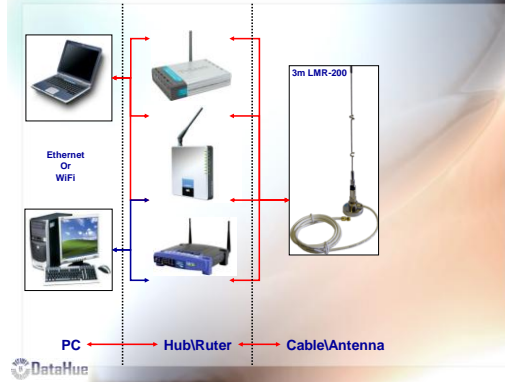 3m LMR-200
Ethernet
Or
WiFi
PC
Hub\Ruter
Cable\Antenna
DataHue